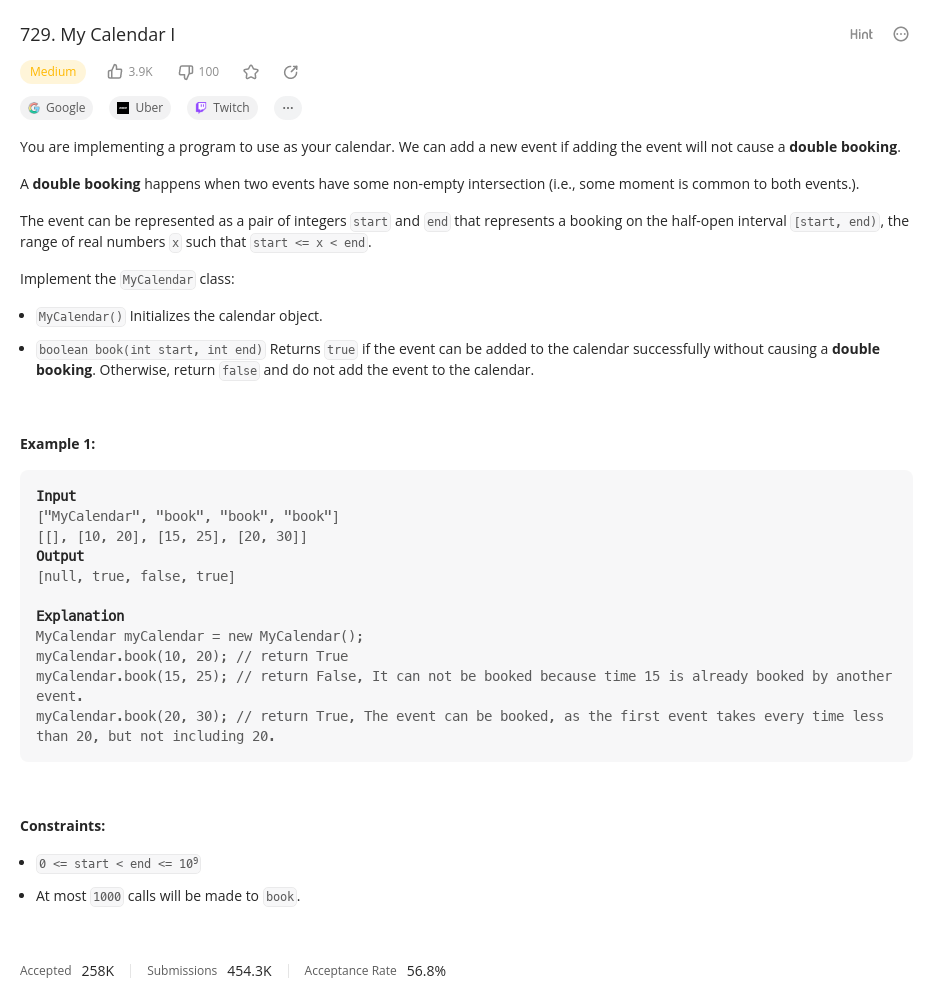 729. My Calendar I
Hint
Medium
3.9K
100
Google
Uber
Twitch
You are implementing a program to use as your calendar. We can add a new event if adding the event will not cause a double booking.
A double booking happens when two events have some non-empty intersection (i.e., some moment is common to both events.).
The event can be represented as a pair of integers start and end that represents a booking on the half-open interval [start, end), the
range of real numbers x such that start <= x < end.
Implement the MyCalendar class:
• MyCalendar() Initializes the calendar object.
• boolean book(int start, int end) Returns true if the event can be added to the calendar successfully without causing a double
booking. Otherwise, return false and do not add the event to the calendar.
Example 1:
Input
["MyCalendar", "book", "book", "book"]
[[], [10, 20], [15, 25], [20, 30]]
Output
[null, true, false, true]
Explanation
MyCalendar myCalendar = new MyCalendar();
myCalendar.book(10, 20); // return True
myCalendar.book(15, 25); // return False, It can not be booked because time 15 is already booked by another
event.
myCalendar.book(20, 30); // return True, The event can be booked, as the first event takes every time less
than 20, but not including 20.
Constraints:
• 0 <= start < end <= 10⁹
• At most 1000 calls will be made to book.
Accepted 258K Submissions 454.3K Acceptance Rate 56.8%